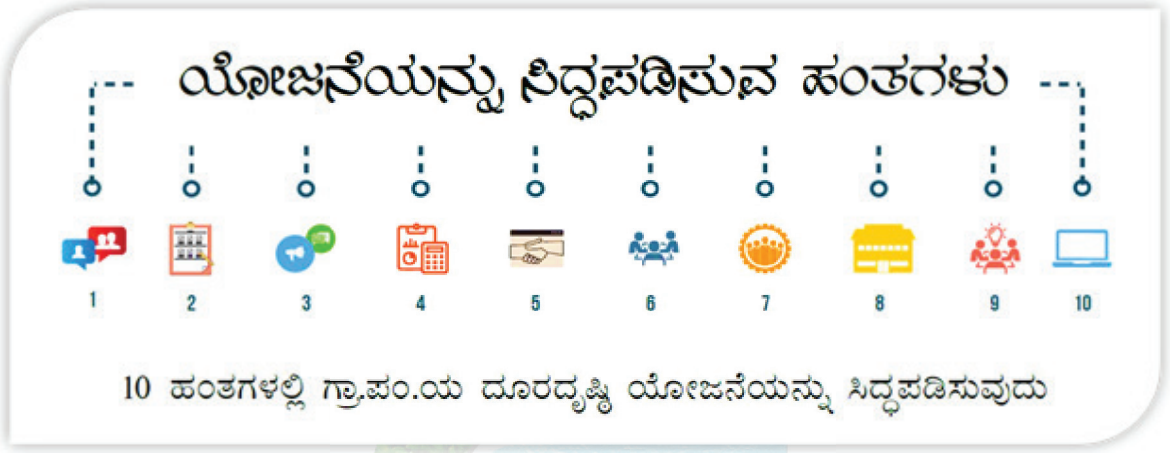 ಯೋಜನೆಯನ್ನು ಸಿದ್ಧಪಡಿಸುವ ಹಂತಗಳು
1 2 3 4 5 6 7 8 9 10
10 ಹಂತಗಳಲ್ಲಿ ಗ್ರಾ.ಪಂ.ಯ ದೂರದೃಷ್ಠಿ ಯೋಜನೆಯನ್ನು ಸಿದ್ಧಪಡಿಸುವುದು